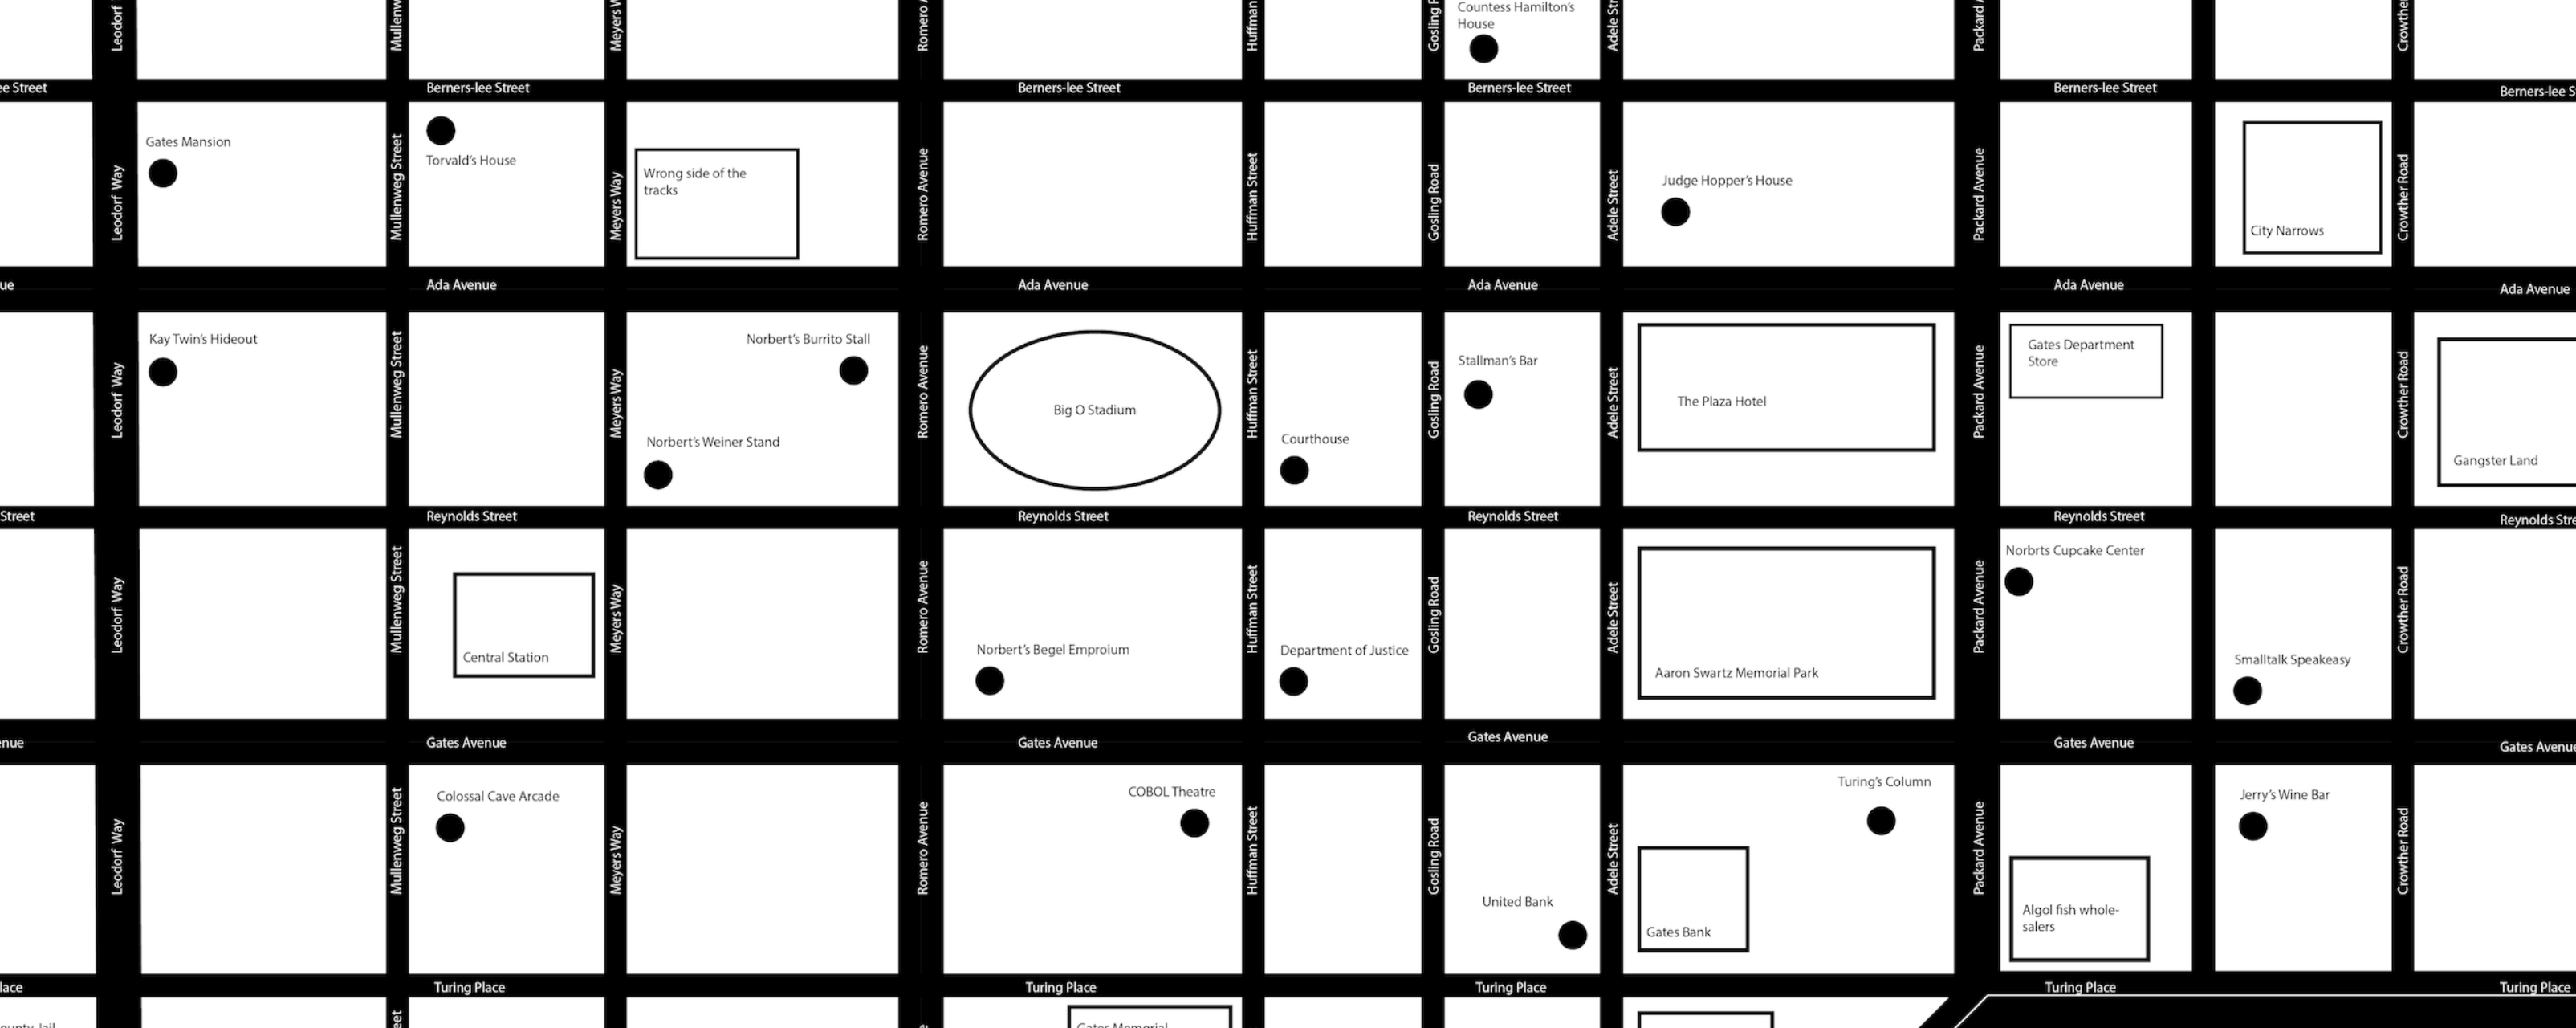 Leodorf
Mullenw
Meyers W
Romero A
Huffman
Gosling R
Countess Hamilton's
House
Adele Str
Packard A
Crowther
ee Street
Berners-lee Street
Berners-lee Street
Berners-lee Street
Berners-lee Street
Berners-lee S
Gates Mansion
Torvald's House
Wrong side of the
tracks
Judge Hopper's House
City Narrows
Leodorf Way
Mullenweg Street
Meyers Way
Romero Avenue
Huffman Street
Gosling Road
Adele Street
Packard Avenue
Crowther Road
ue
Ada Avenue
Ada Avenue
Ada Avenue
Ada Avenue
Ada Avenue
Kay Twin's Hideout
Norbert's Burrito Stall
Norbert's Weiner Stand
Big O Stadium
Courthouse
Stallman's Bar
The Plaza Hotel
Gates Department
Store
Gangster Land
Leodorf Way
Mullenweg Street
Meyers Way
Romero Avenue
Huffman Street
Gosling Road
Adele Street
Packard Avenue
Crowther Road
Street
Reynolds Street
Reynolds Street
Reynolds Street
Reynolds Street
Reynolds Stre
Central Station
Norbert's Begel Emproium
Department of Justice
Aaron Swartz Memorial Park
Norbrts Cupcake Center
Smalltalk Speakeasy
Leodorf Way
Mullenweg Street
Meyers Way
Romero Avenue
Huffman Street
Gosling Road
Adele Street
Packard Avenue
Crowther Road
enue
Gates Avenue
Gates Avenue
Gates Avenue
Gates Avenue
Gates Avenue
Colossal Cave Arcade
COBOL Theatre
United Bank
Turing's Column
Gates Bank
Algol fish whole-
salers
Jerry's Wine Bar
Leodorf Way
Mullenweg Street
Meyers Way
Romero Avenue
Huffman Street
Gosling Road
Adele Street
Packard Avenue
Crowther Road
lace
Turing Place
Turing Place
Turing Place
Turing Place
Turing Place
eet
Gates Memorial